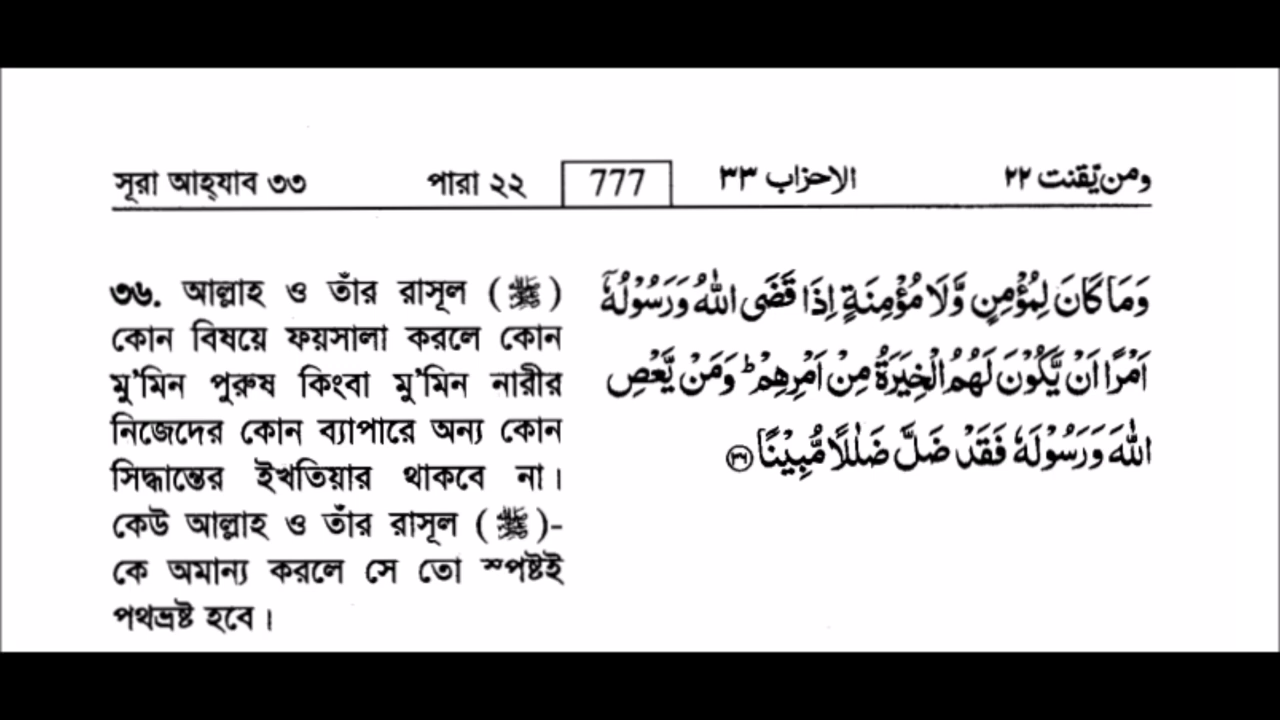 সূরা আহ্‌যাব ৩৩ পারা ২২ 777 الاحزاب ٣٣ ومن يّقنت ٢٢
৩৬. আল্লাহ ও তাঁর রাসূল (ﷺ)
কোন বিষয়ে ফয়সালা করলে কোন
মু'মিন পুরুষ কিংবা মু'মিন নারীর
নিজেদের কোন ব্যাপারে অন্য কোন
সিদ্ধান্তের ইখতিয়ার থাকবে না।
কেউ আল্লাহ ও তাঁর রাসূল (ﷺ)-
কে অমান্য করলে সে তো স্পষ্টই
পথভ্রষ্ট হবে।
وَمَا كَانَ لِمُؤْمِنٍ وَّلَا مُؤْمِنَةٍ اِذَا قَضَى اللّٰهُ وَرَسُوْلُهٗٓ
اَمْرًا اَنْ يَّكُوْنَ لَهُمُ الْخِيَرَةُ مِنْ اَمْرِهِمْ ؕ وَمَنْ يَّعْصِ
اللّٰهَ وَرَسُوْلَهٗ فَقَدْ ضَلَّ ضَلٰلًا مُّبِيْنًا ۝٣٦